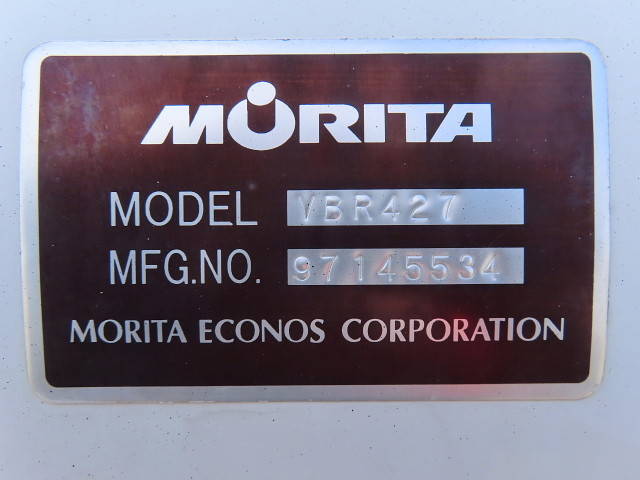 MORITA
MODEL VBR427
MFG.NO. 97145534
MORITA ECONOS CORPORATION